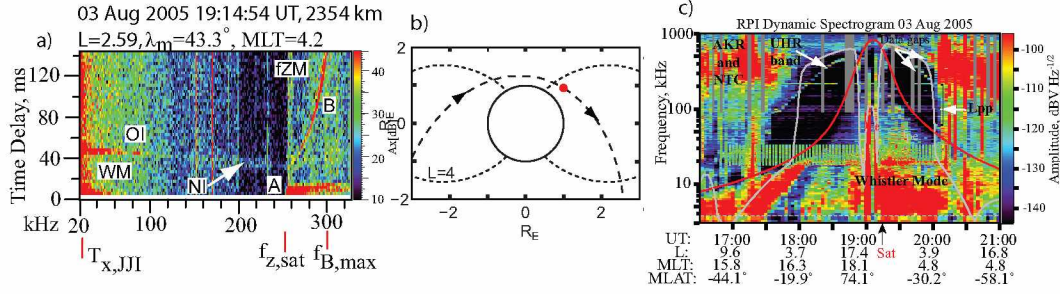 03 Aug 2005 19:14:54 UT, 2354 km
a)
L=2.59, λm=43.3°, MLT=4.2
Time Delay, ms
120
80
40
0
fZM
B
OI
WM
NI
A
40
30
20
10
Ax[dB]
kHz
20
100
200
300
Tx,JJI
fz,sat
fB,max
b)
RE
2
0
-2
L=4
-2
0
2
RE
c)
RPI Dynamic Spectrogram 03 Aug 2005
Frequency, kHz
1000
100
10
AKR and NTC
UHR band
Data gaps
Lpp
Whistler Mode
-100
-110
-120
-130
-140
Amplitude, dBV Hz-1/2
UT: 17:00 18:00 19:00 Sat 20:00 21:00
L: 9.6 3.7 17.4 3.9 16.8
MLT: 15.8 16.3 18.1 4.8 4.8
MLAT: -44.1° -19.9° 74.1° -30.2° -58.1°